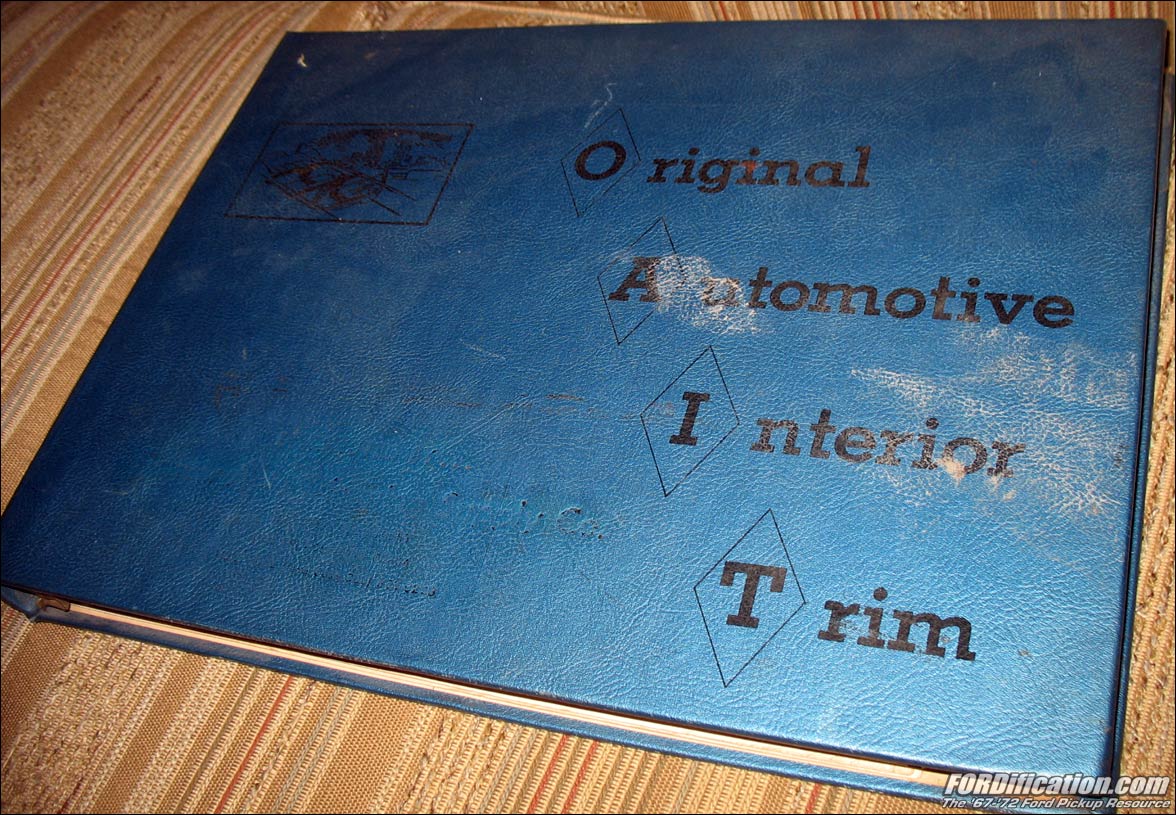 Original
Automotive
Interior
Trim
FORDification.com
The '67-'72 Ford Pickup Resource